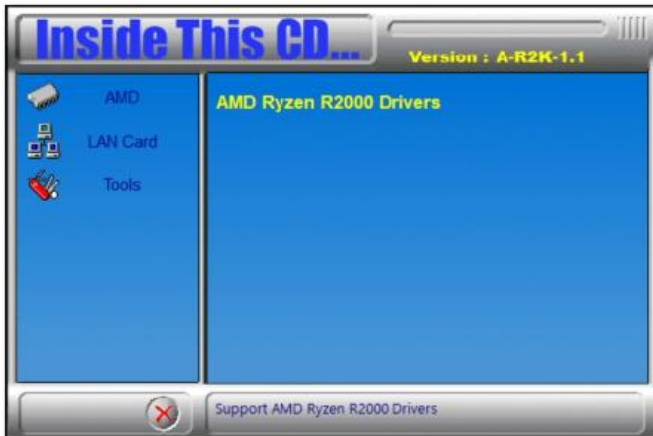 Inside This CD...
Version : A-R2K-1.1
AMD
LAN Card
Tools
AMD Ryzen R2000 Drivers
Support AMD Ryzen R2000 Drivers